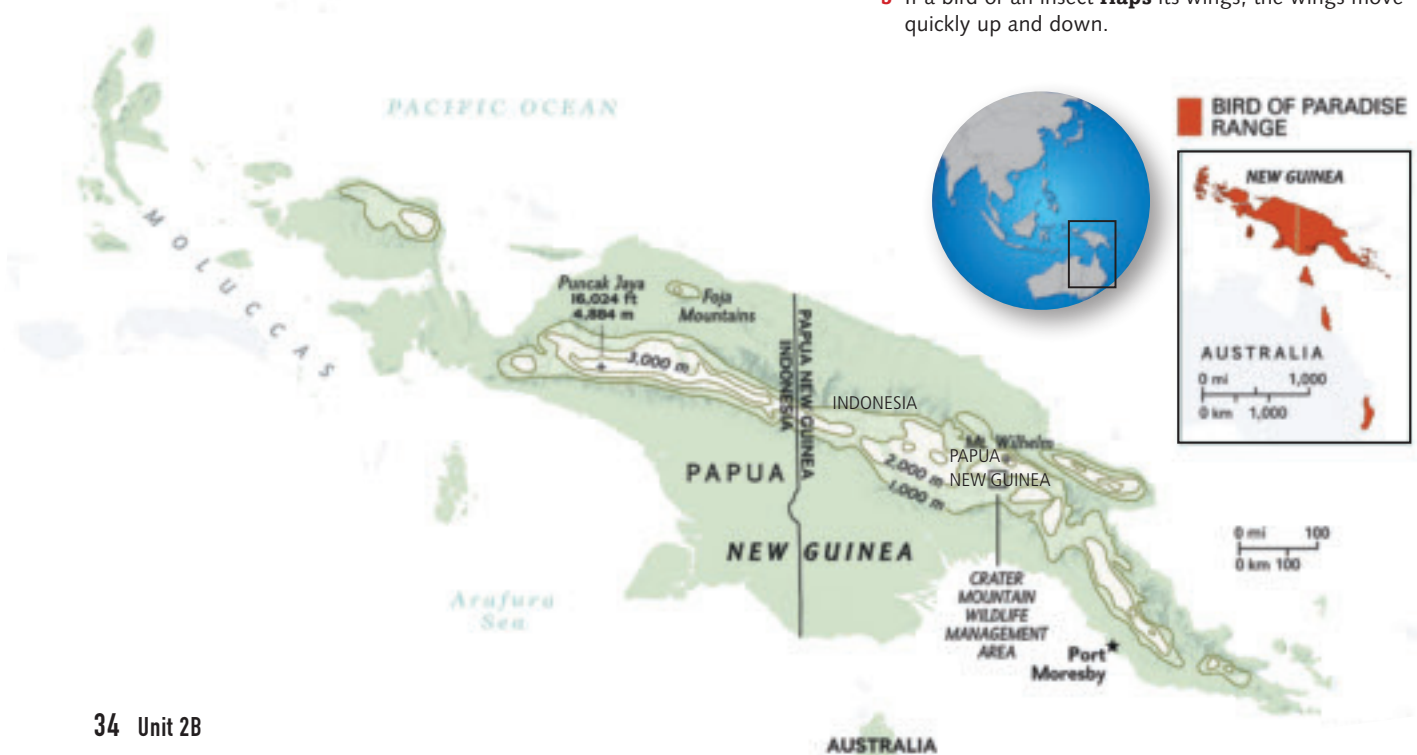 3 If a bird or an insect flaps its wings, the wings move
quickly up and down.
PACIFIC OCEAN
BIRD OF PARADISE
RANGE
NEW GUINEA
AUSTRALIA
0 mi 1,000
0 km 1,000
MOLUCCAS
Puncak Jaya
16,024 ft
4,884 m
Foja
Mountains
3,000 m
PAPUA NEW GUINEA
INDONESIA
INDONESIA
Mt. Wilhelm
PAPUA
NEW GUINEA
2,000 m
1,000 m
PAPUA
NEW GUINEA
0 mi 100
0 km 100
CRATER
MOUNTAIN
WILDLIFE
MANAGEMENT
AREA
Arafura
Sea
Port
Moresby
34 Unit 2B
AUSTRALIA